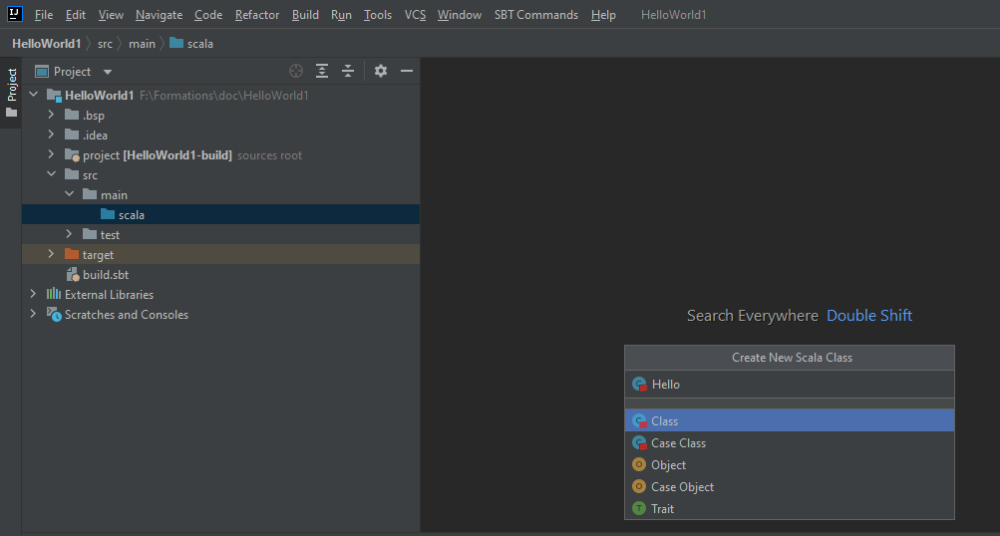 IJ File Edit View Navigate Code Refactor Build Run Tools VCS Window SBT Commands Help HelloWorld1
HelloWorld1 src main scala
Project
Project
HelloWorld1 F:\Formations\doc\HelloWorld1
.bsp
.idea
project [HelloWorld1-build] sources root
src
main
scala
test
target
build.sbt
External Libraries
Scratches and Consoles
Search Everywhere Double Shift
Create New Scala Class
C Hello
C Class
C Case Class
O Object
O Case Object
T Trait